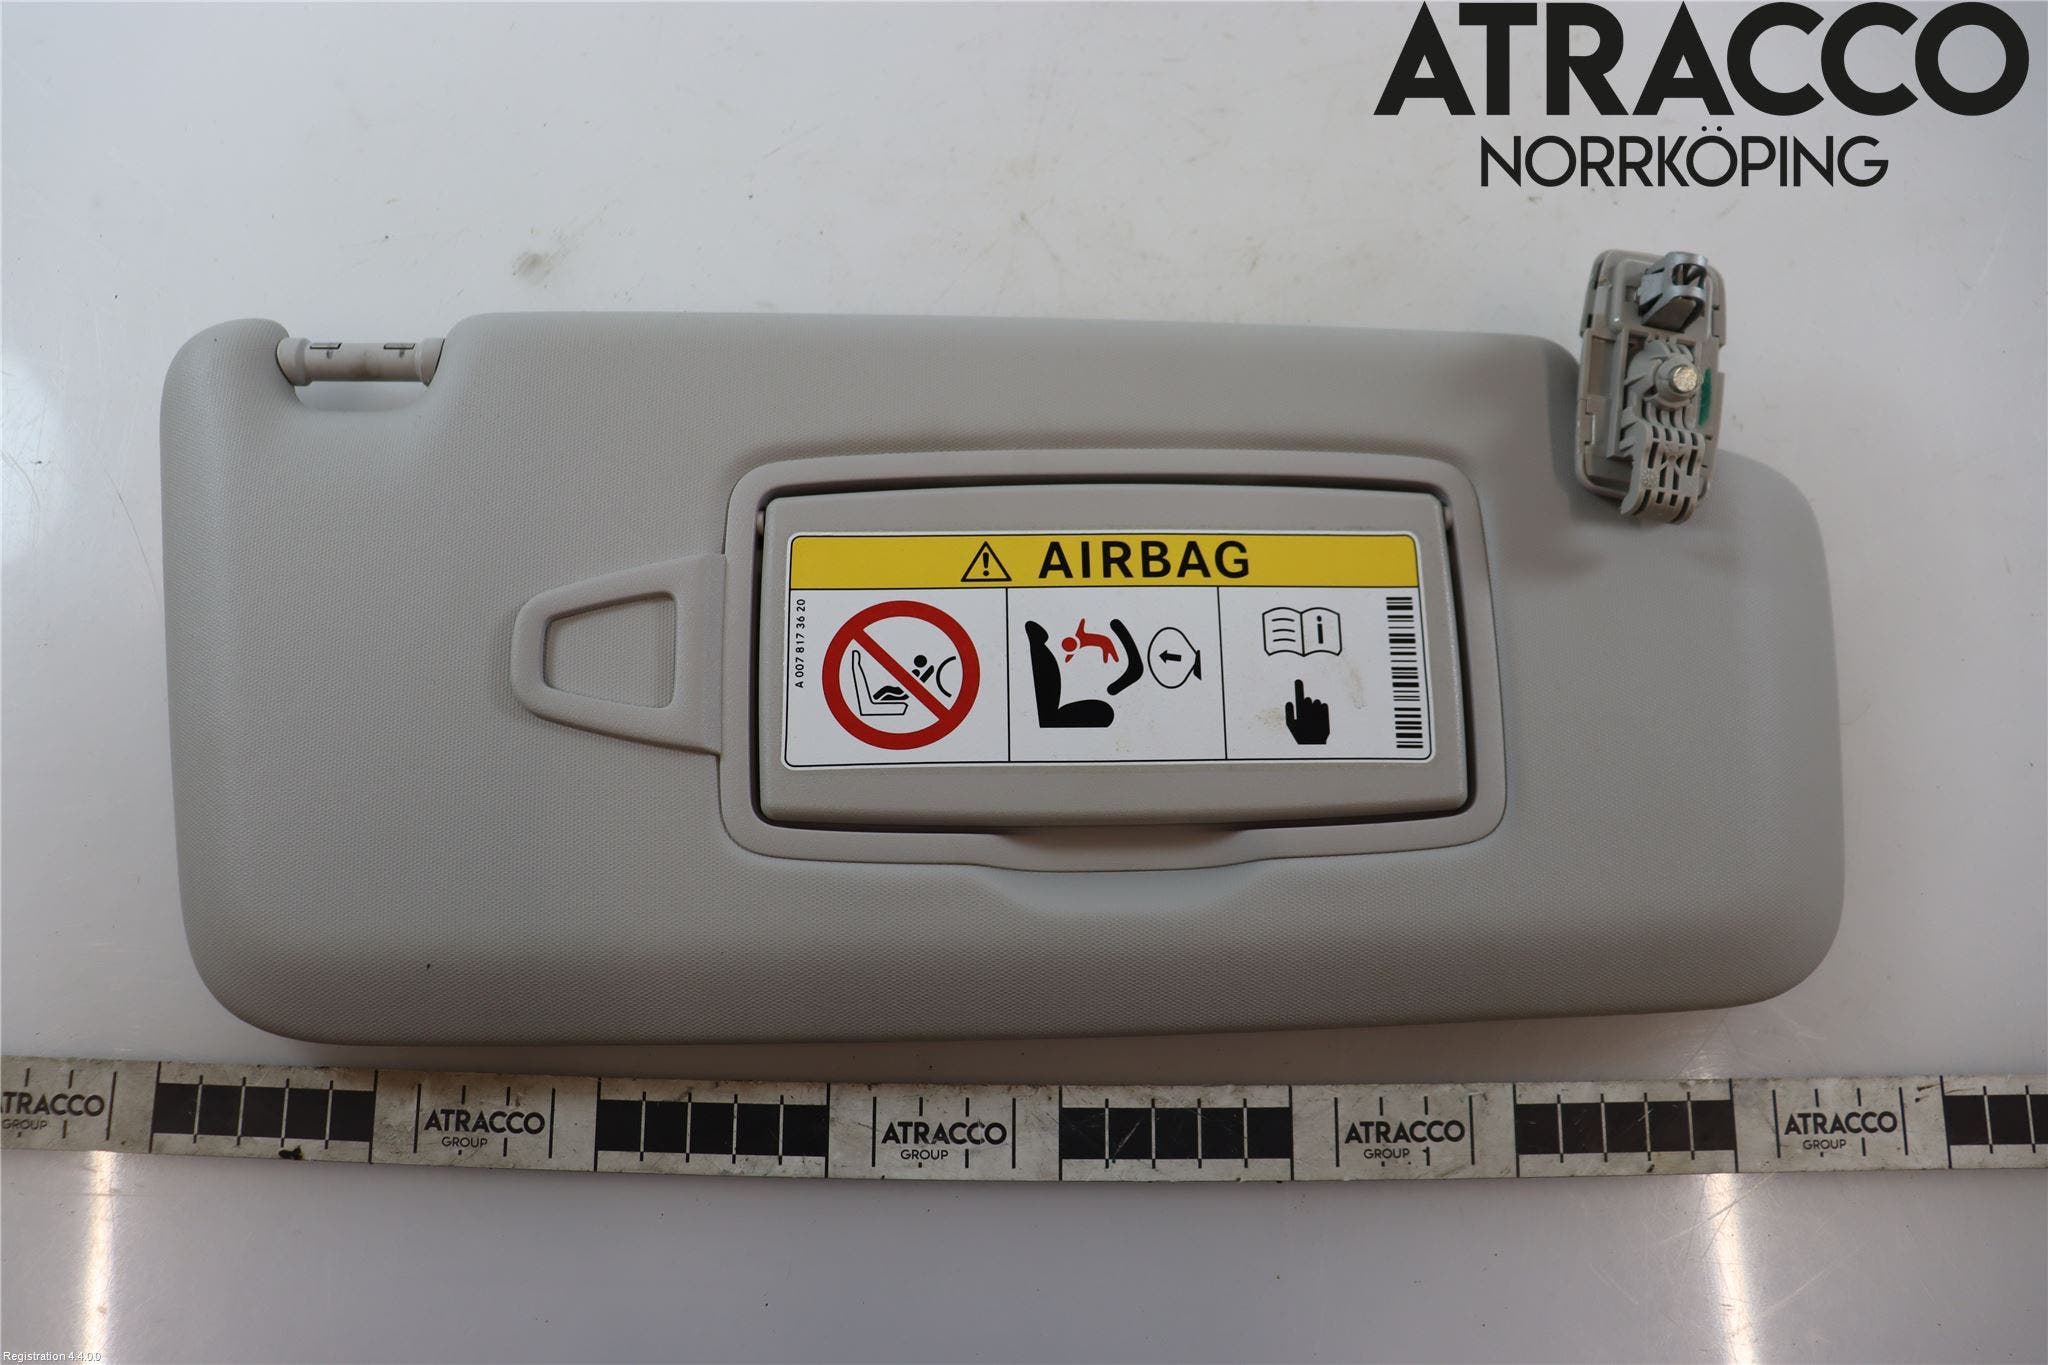 ATRACCO
NORRKÖPING
AIRBAG
A 007 817 36 20
i
ATRACCO
GROUP
ATRACCO
GROUP
ATRACCO
GROUP
ATRACCO
GROUP
ATRACCO
GROUP
Registration 4.4.0.0